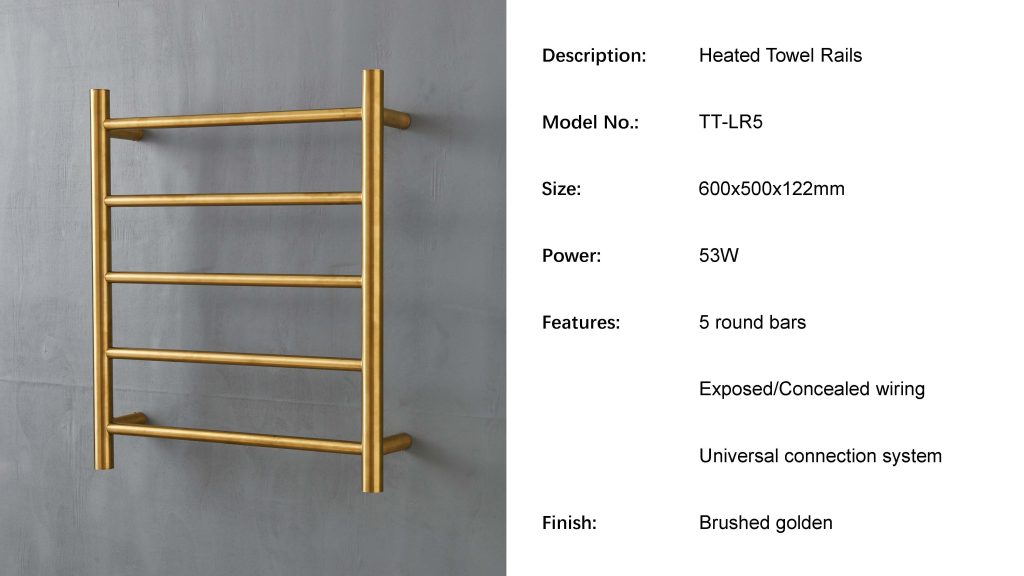 Description: Heated Towel Rails
Model No.: TT-LR5
Size: 600x500x122mm
Power: 53W
Features: 5 round bars
Exposed/Concealed wiring
Universal connection system
Finish: Brushed golden